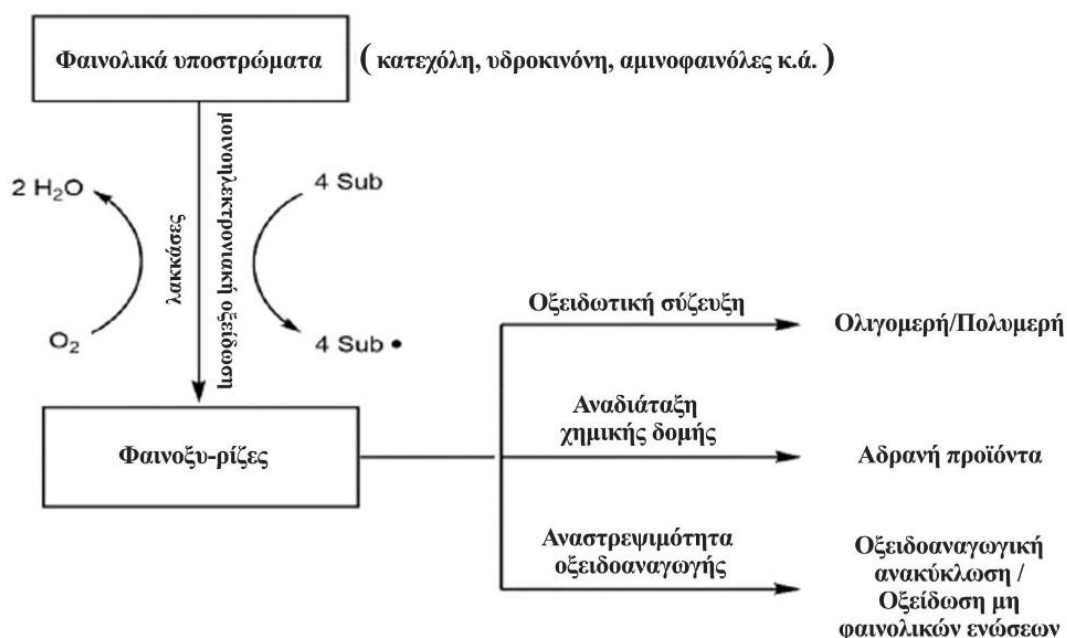 Φαινολικά υποστρώματα
( κατεχόλη, υδροκινόνη, αμινοφαινόλες κ.ά. )
2 H₂O
O₂
λακκάσες
μοινοηλεκτρονιακή οξείδωση
4 Sub
4 Sub •
Φαινοξυ-ρίζες
Οξειδωτική σύζευξη
Ολιγομερή/Πολυμερή
Αναδιάταξη
χημικής δομής
Αδρανή προϊόντα
Αναστρεψιμότητα
οξειδοαναγωγής
Οξειδοαναγωγική
ανακύκλωση /
Οξείδωση μη
φαινολικών ενώσεων